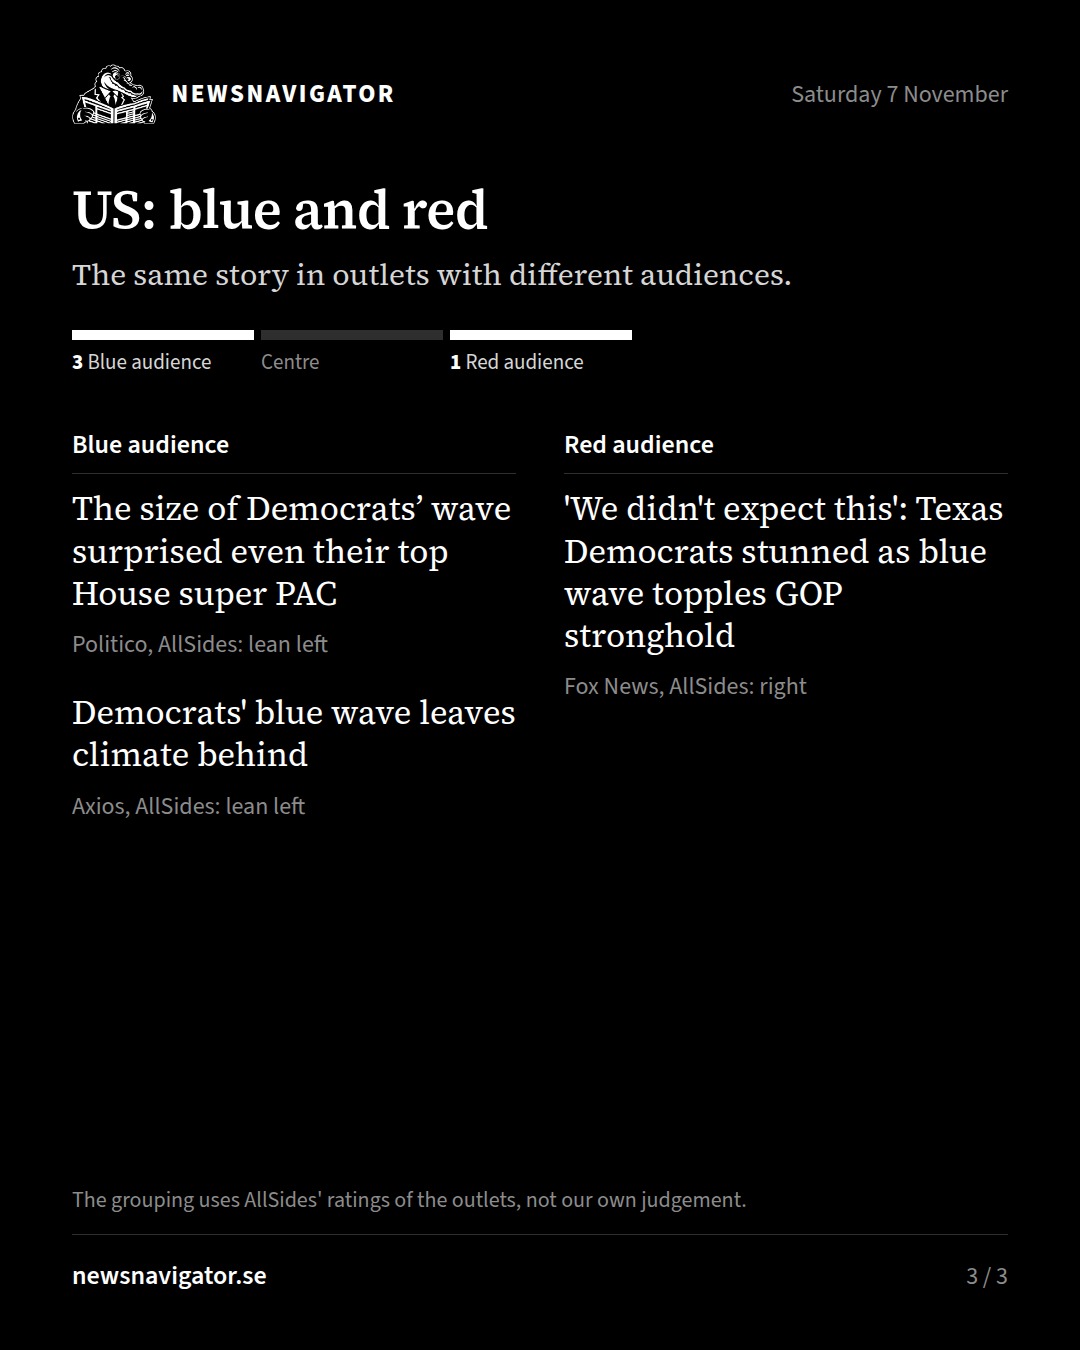 NEWSNAVIGATOR
Saturday 7 November
US: blue and red
The same story in outlets with different audiences.
3 Blue audience
Centre
1 Red audience
Blue audience
The size of Democrats’ wave
surprised even their top
House super PAC
Politico, AllSides: lean left
Democrats' blue wave leaves
climate behind
Axios, AllSides: lean left
Red audience
'We didn't expect this': Texas
Democrats stunned as blue
wave topples GOP
stronghold
Fox News, AllSides: right
The grouping uses AllSides' ratings of the outlets, not our own judgement.
newsnavigator.se
3 / 3